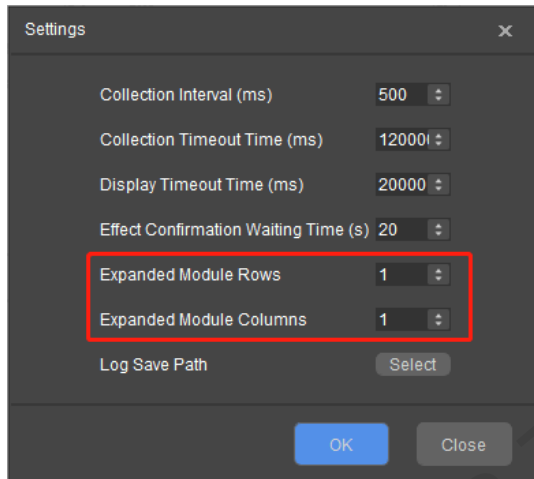 Settings
Collection Interval (ms) 500
Collection Timeout Time (ms) 12000
Display Timeout Time (ms) 20000
Effect Confirmation Waiting Time (s) 20
Expanded Module Rows 1
Expanded Module Columns 1
Log Save Path Select
OK Close